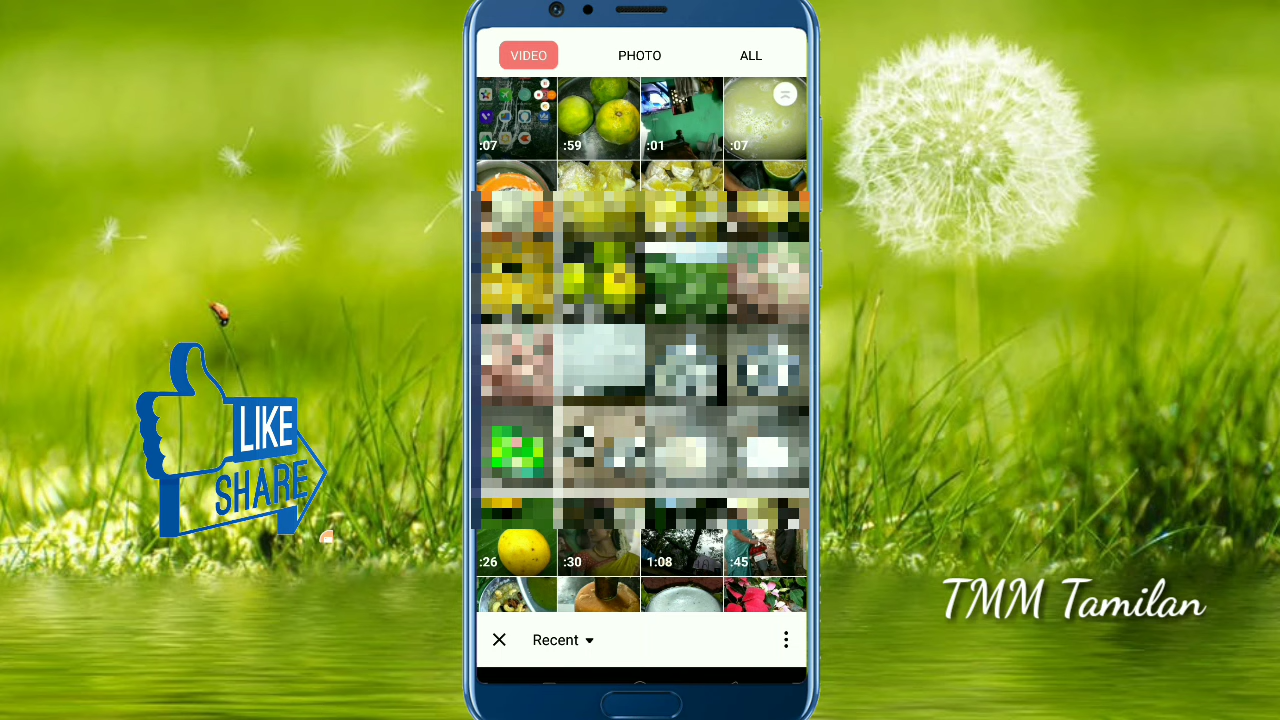 VIDEO PHOTO ALL
:07 :59 :01 :07
:26 :30 1:08 :45
Recent
LIKE
SHARE
TMM Tamilan